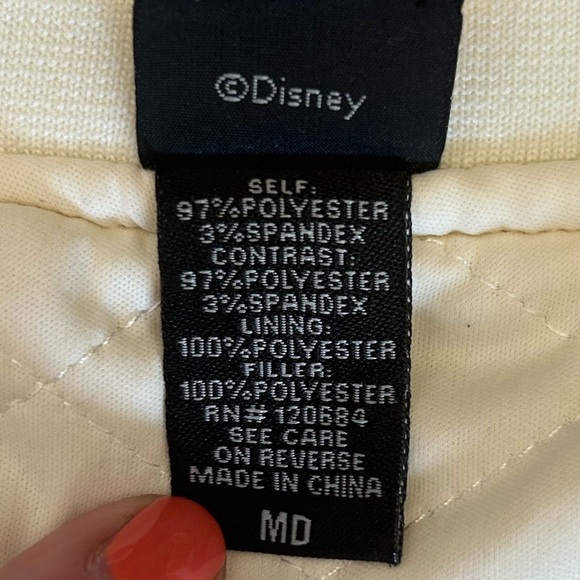 ©Disney
SELF:
97%POLYESTER
3%SPANDEX
CONTRAST:
97%POLYESTER
3%SPANDEX
LINING:
100%POLYESTER
FILLER:
100%POLYESTER
RN# 120684
SEE CARE
ON REVERSE
MADE IN CHINA
MD